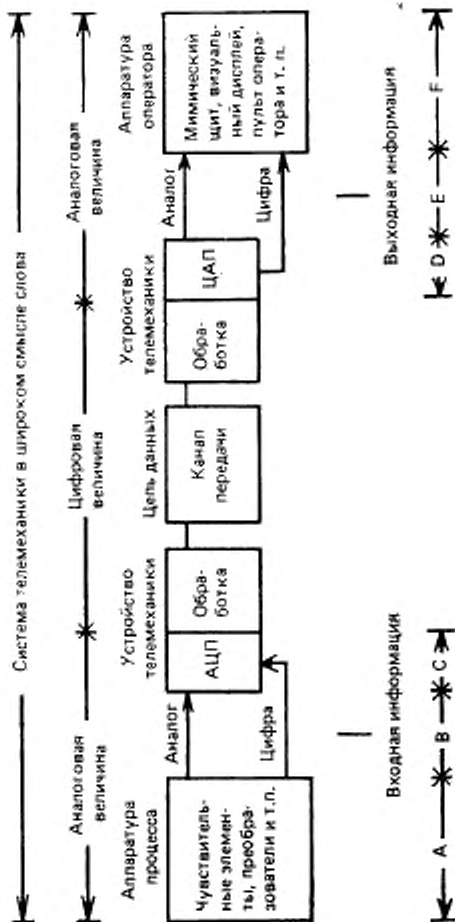 Система телемеханики в широком смысле слова
Аналоговая
величина
Цифровая
величина
Аналоговая
величина
Аппаратура
процесса
Устройство
телемеханики
Цепь данных
Устройство
телемеханики
Аппаратура
оператора
Чувствитель-
ные элемен-
ты, преобра-
зователи и т.п.
Аналог
Цифра
АЦП
Обра-
ботка
Канал
передачи
Обра-
ботка
ЦАП
Аналог
Цифра
Мимический
щит, визуаль-
ный дисплей,
пульт опера-
тора и т. п.
Входная информация
Выходная информация
A
B
C
D
E
F